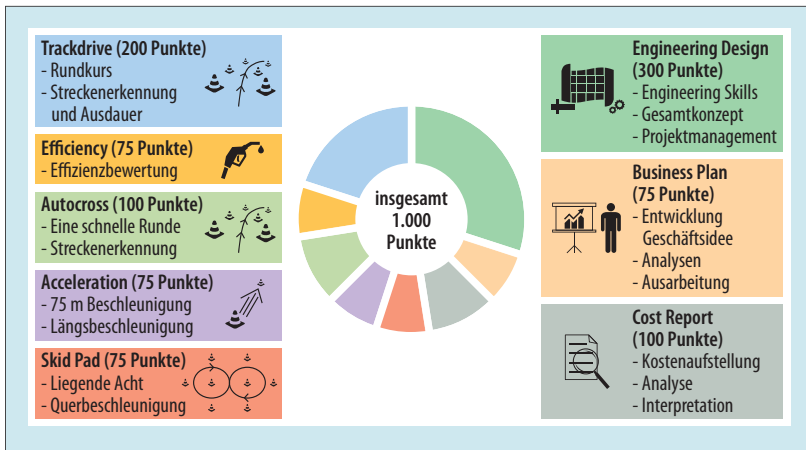 Trackdrive (200 Punkte)
- Rundkurs
- Streckenerkennung
und Ausdauer
Efficiency (75 Punkte)
- Effizienzbewertung
Autocross (100 Punkte)
- Eine schnelle Runde
- Streckenerkennung
Acceleration (75 Punkte)
- 75 m Beschleunigung
- Längsbeschleunigung
Skid Pad (75 Punkte)
- Liegende Acht
- Querbeschleunigung
insgesamt
1.000
Punkte
Engineering Design
(300 Punkte)
- Engineering Skills
- Gesamtkonzept
- Projektmanagement
Business Plan
(75 Punkte)
- Entwicklung
Geschäftsidee
- Analysen
- Ausarbeitung
Cost Report
(100 Punkte)
- Kostenaufstellung
- Analyse
- Interpretation